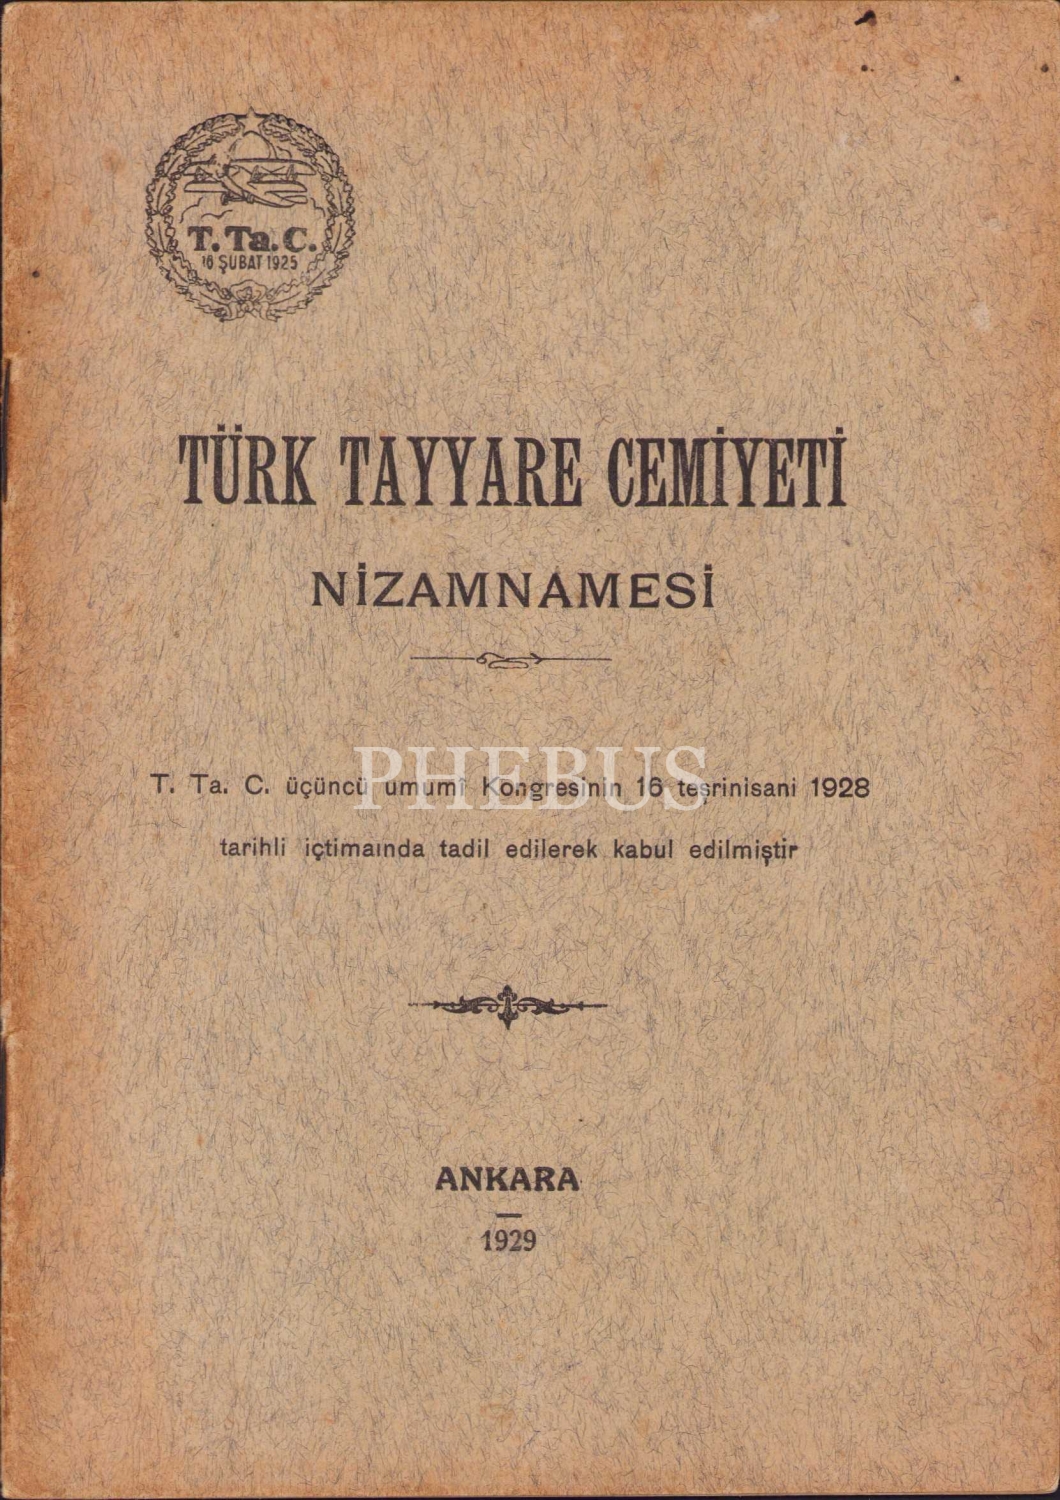 T. Ta. C.
16 ŞUBAT 1925
TÜRK TAYYARE CEMİYETİ
NİZAMNAMESİ
PHEBUS
T. Ta. C. üçüncü umumî Kongresinin 16 teşrinisani 1928
tarihli içtimaında tadil edilerek kabul edilmiştir
ANKARA
1929